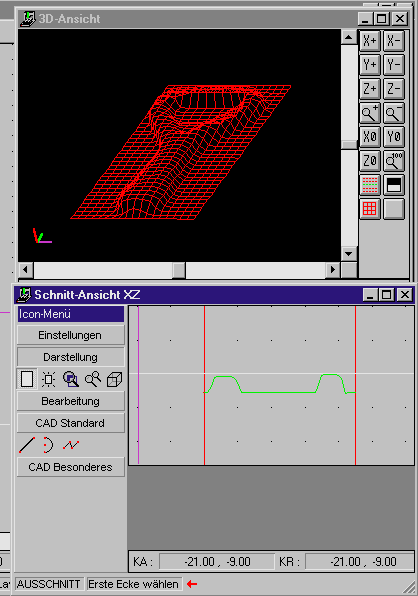 3D-Ansicht
X+ X-
Y+ Y-
Z+ Z-
+ -
X0 Y0
Z0 100
Schnitt-Ansicht XZ
Icon-Menü
Einstellungen
Darstellung
Bearbeitung
CAD Standard
CAD Besonderes
KA : -21.00 , -9.00 KR : -21.00 , -9.00
AUSSCHNITT Erste Ecke wählen